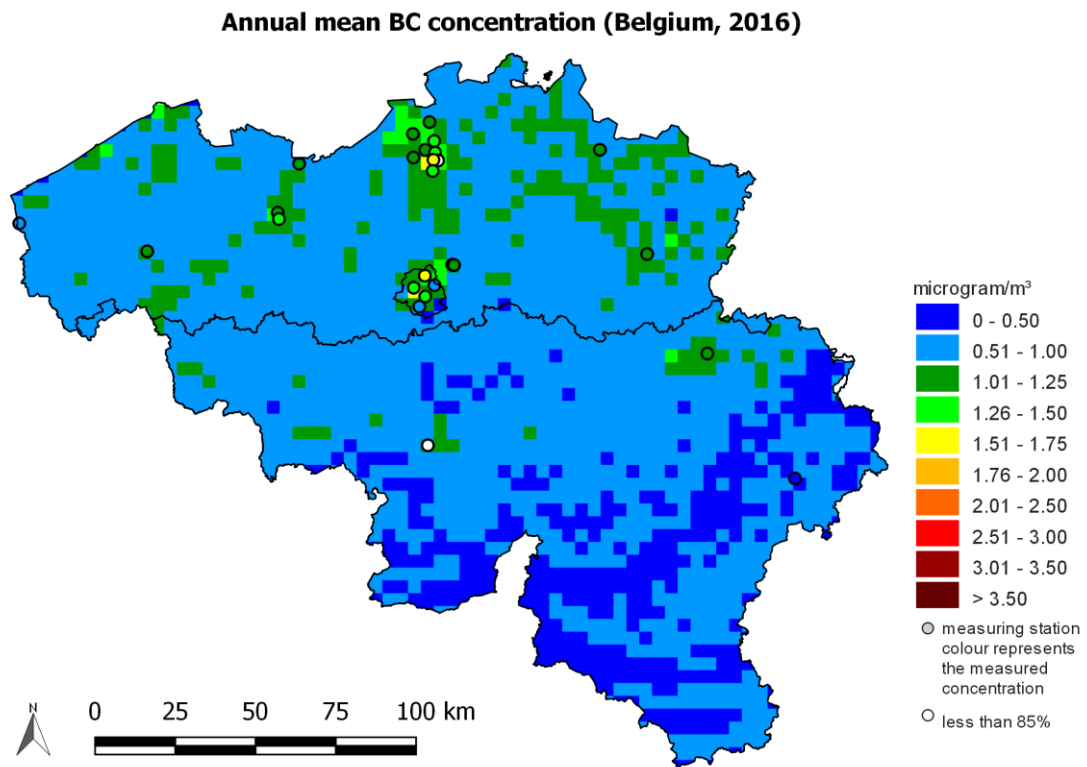 Annual mean BC concentration (Belgium, 2016)
microgram/m³
0 - 0.50
0.51 - 1.00
1.01 - 1.25
1.26 - 1.50
1.51 - 1.75
1.76 - 2.00
2.01 - 2.50
2.51 - 3.00
3.01 - 3.50
> 3.50
measuring station
colour represents
the measured
concentration
less than 85%
N
0 25 50 75 100 km